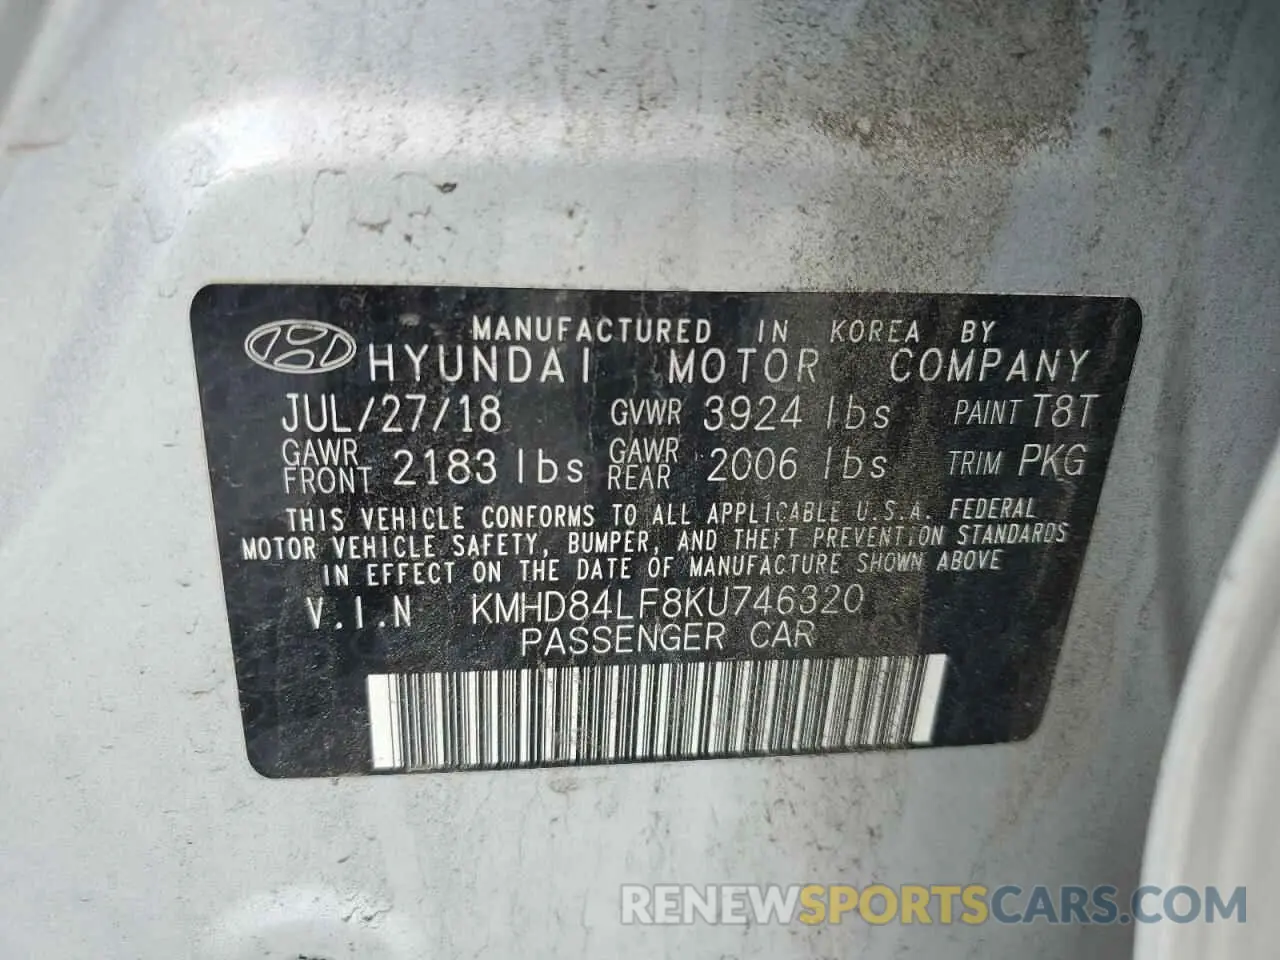 MANUFACTURED IN KOREA BY
HYUNDAI MOTOR COMPANY
JUL/27/18 GVWR 3924 lbs PAINT T8T
GAWR FRONT 2183 lbs GAWR REAR 2006 lbs TRIM PKG
THIS VEHICLE CONFORMS TO ALL APPLICABLE U.S.A. FEDERAL
MOTOR VEHICLE SAFETY, BUMPER, AND THEFT PREVENTION STANDARDS
IN EFFECT ON THE DATE OF MANUFACTURE SHOWN ABOVE
V.I.N KMHD84LF8KU746320
PASSENGER CAR
RENEWSPORTSCARS.COM